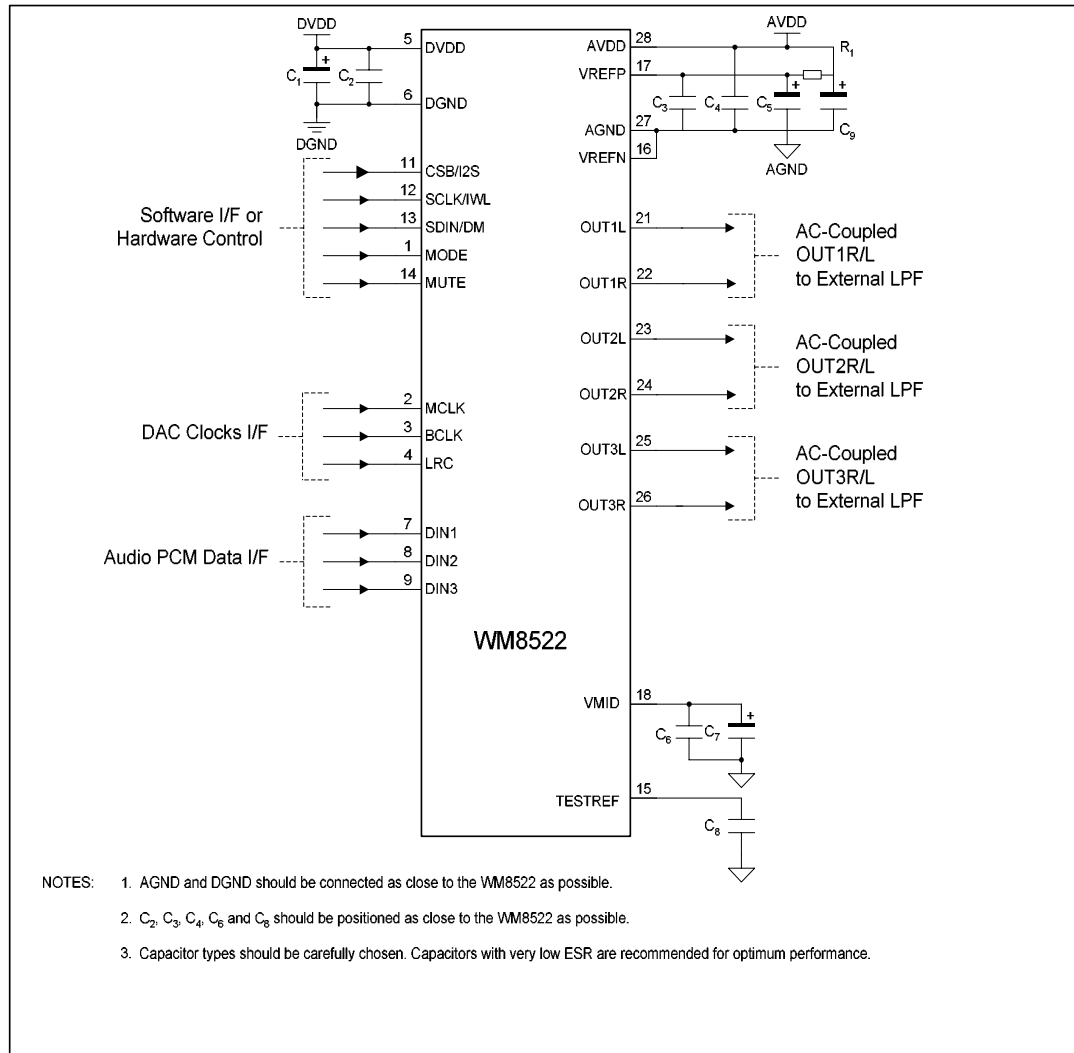 DVDD
AVDD
5
DVDD
C1
+
C2
6
DGND
DGND
AVDD
28
R1
VREFP
17
C3
C4
C5
+
+
C9
AGND
27
VREFN
16
AGND
Software I/F or
Hardware Control
11
CSB/I2S
12
SCLK/IWL
13
SDIN/DM
1
MODE
14
MUTE
OUT1L
21
OUT1R
22
AC-Coupled
OUT1R/L
to External LPF
OUT2L
23
OUT2R
24
AC-Coupled
OUT2R/L
to External LPF
DAC Clocks I/F
2
MCLK
3
BCLK
4
LRC
OUT3L
25
OUT3R
26
AC-Coupled
OUT3R/L
to External LPF
Audio PCM Data I/F
7
DIN1
8
DIN2
9
DIN3
WM8522
VMID
18
C6
C7
+
TESTREF
15
C8
NOTES: 1. AGND and DGND should be connected as close to the WM8522 as possible.
2. C2, C3, C4, C6 and C8 should be positioned as close to the WM8522 as possible.
3. Capacitor types should be carefully chosen. Capacitors with very low ESR are recommended for optimum performance.